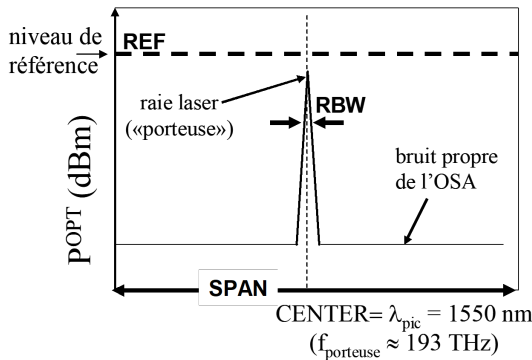 niveau de
référence
REF
raie laser
(«porteuse»)
RBW
bruit propre
de l’OSA
P^OPT (dBm)
SPAN
CENTER= λ_pic = 1550 nm
(f_porteuse ≈ 193 THz)